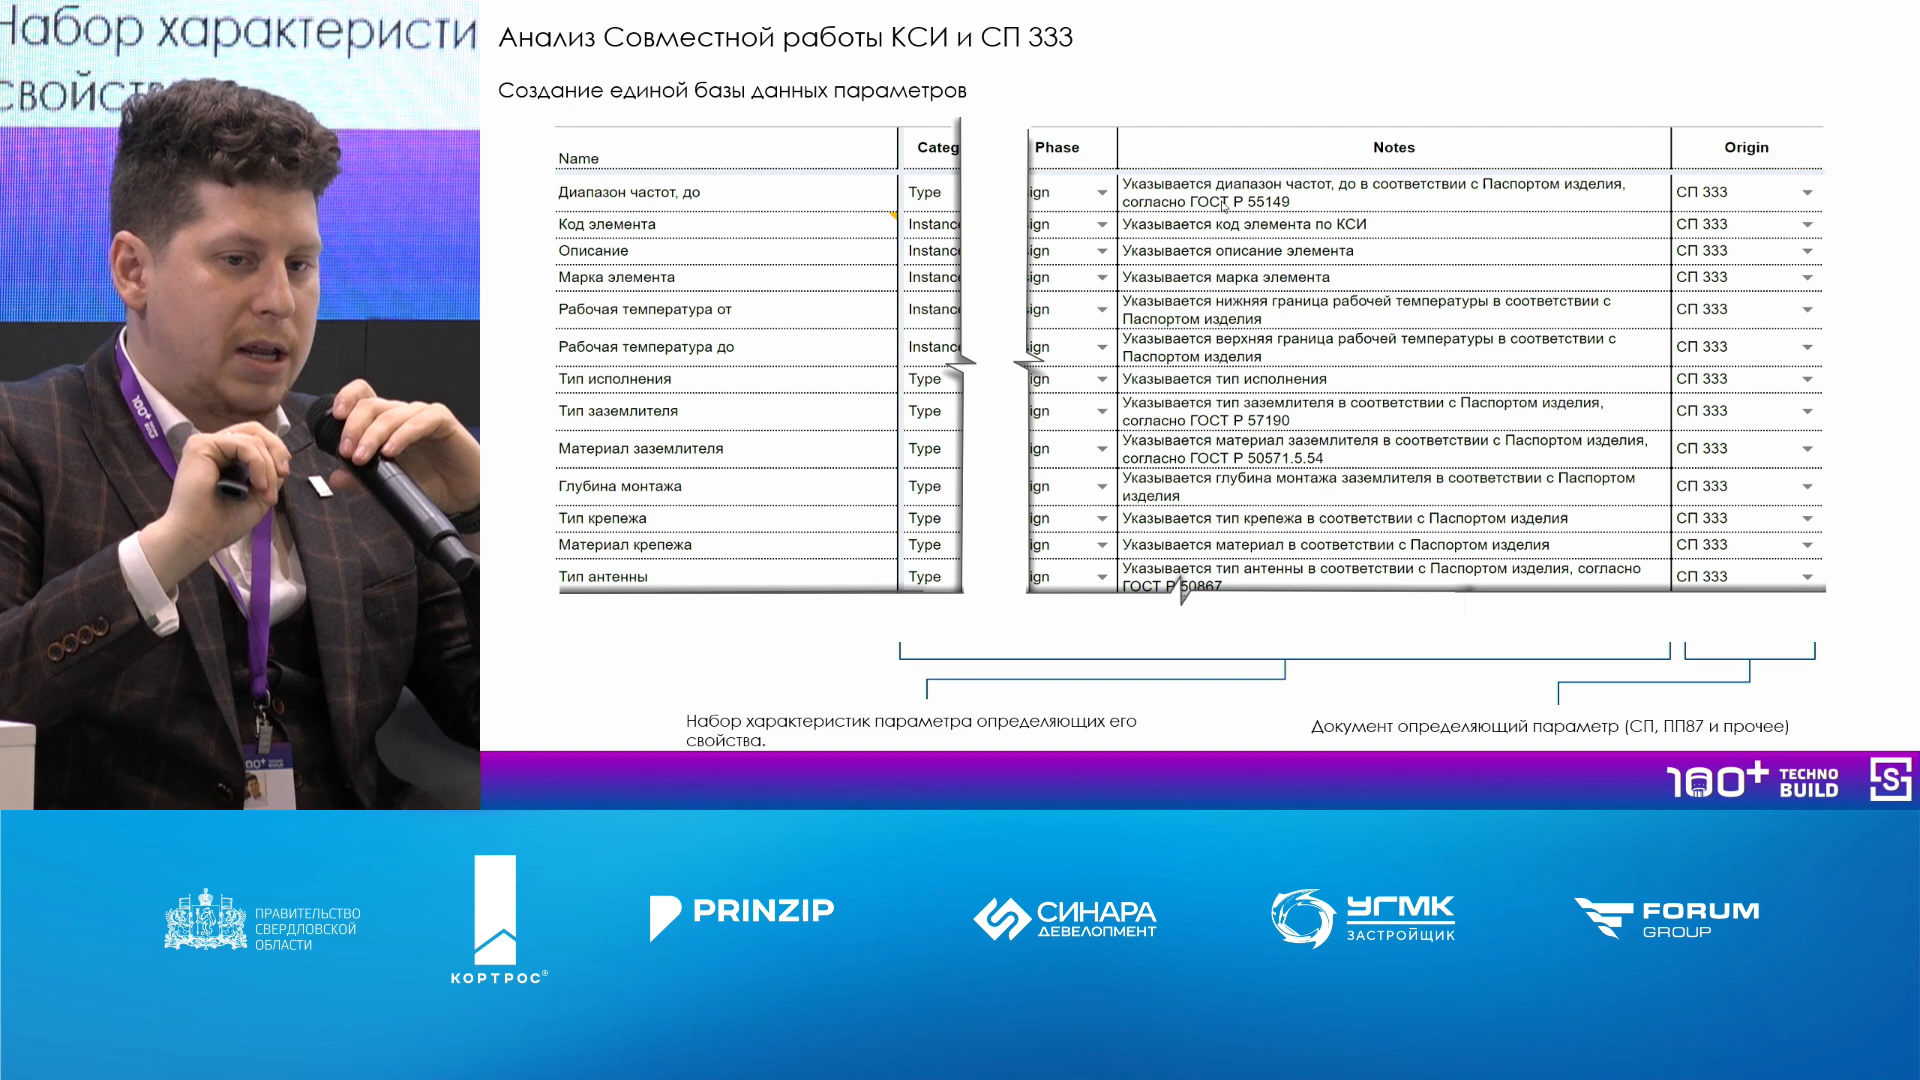 Набор характеристи
свойств
Анализ Совместной работы КСИ и СП 333
Создание единой базы данных параметров
Name Categ Phase Notes Origin
Диапазон частот, до Type ign Указывается диапазон частот, до в соответствии с Паспортом изделия, СП 333
согласно ГОСТ Р 55149
Код элемента Instance ign Указывается код элемента по КСИ СП 333
Описание Instance ign Указывается описание элемента СП 333
Марка элемента Instance ign Указывается марка элемента СП 333
Рабочая температура от Instance ign Указывается нижняя граница рабочей температуры в соответствии с СП 333
Паспортом изделия
Рабочая температура до Instance ign Указывается верхняя граница рабочей температуры в соответствии с СП 333
Паспортом изделия
Тип исполнения Type ign Указывается тип исполнения СП 333
Тип заземлителя Type ign Указывается тип заземлителя в соответствии с Паспортом изделия, СП 333
согласно ГОСТ Р 57190
Материал заземлителя Type ign Указывается материал заземлителя в соответствии с Паспортом изделия, СП 333
согласно ГОСТ Р 50571.5.54
Глубина монтажа Type ign Указывается глубина монтажа заземлителя в соответствии с Паспортом СП 333
изделия
Тип крепежа Type ign Указывается тип крепежа в соответствии с Паспортом изделия СП 333
Материал крепежа Type ign Указывается материал в соответствии с Паспортом изделия СП 333
Тип антенны Type ign Указывается тип антенны в соответствии с Паспортом изделия, согласно СП 333
ГОСТ Р 50867
Набор характеристик параметра определяющих его
свойства.
Документ определяющий параметр (СП, ПП87 и прочее)
100+ TECHNO
BUILD
S
100+
00+
ПРАВИТЕЛЬСТВО
СВЕРДЛОВСКОЙ
ОБЛАСТИ
КОРТРОС®
PRINZIP
СИНАРА
ДЕВЕЛОПМЕНТ
УГМК
ЗАСТРОЙЩИК
FORUM
GROUP